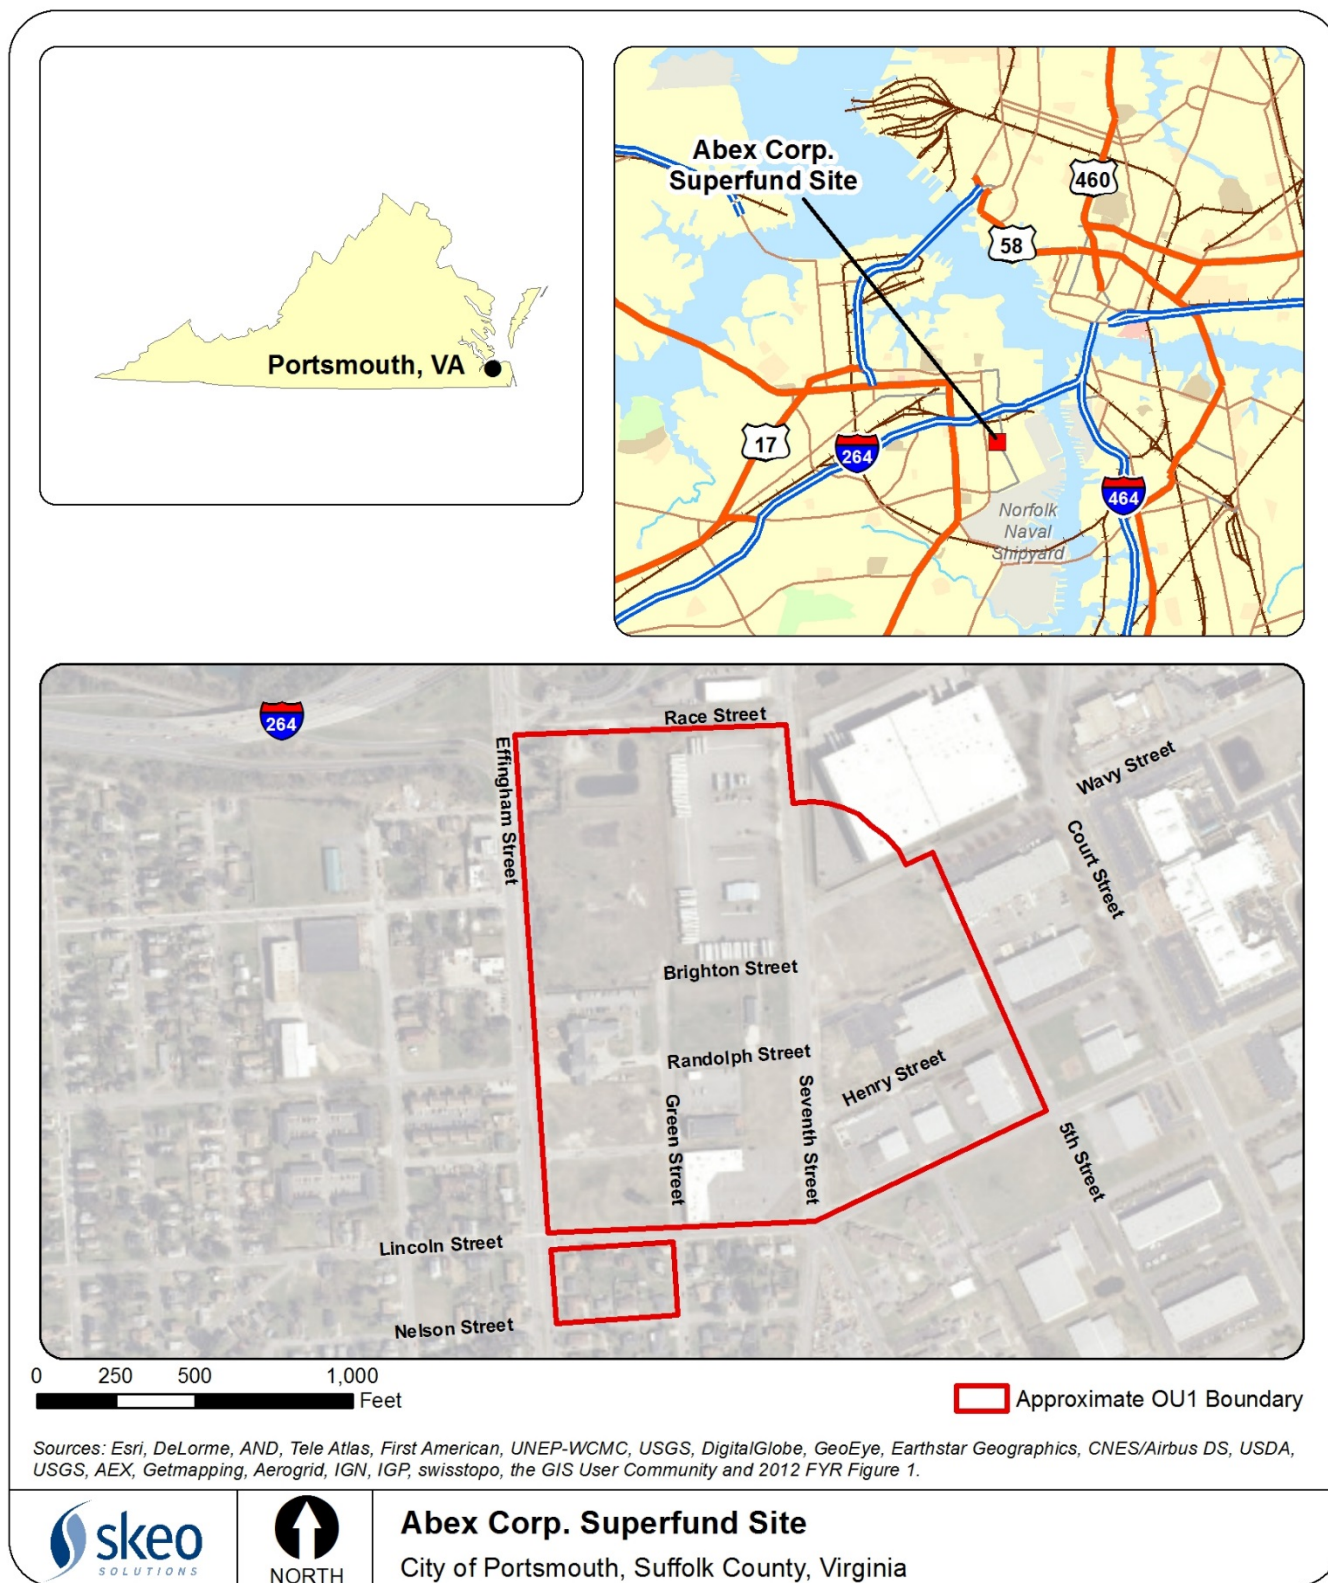 Portsmouth, VA
Abex Corp.
Superfund Site
460
58
17
264
464
Norfolk
Naval
Shipyard
264
Race Street
Effingham Street
Wavy Street
Court Street
Brighton Street
Randolph Street
Henry Street
Green Street
Seventh Street
5th Street
Lincoln Street
Nelson Street
0 250 500 1,000
Feet
Approximate OU1 Boundary
Sources: Esri, DeLorme, AND, Tele Atlas, First American, UNEP-WCMC, USGS, DigitalGlobe, GeoEye, Earthstar Geographics, CNES/Airbus DS, USDA,
USGS, AEX, Getmapping, Aerogrid, IGN, IGP, swisstopo, the GIS User Community and 2012 FYR Figure 1.
skeo
SOLUTIONS
NORTH
Abex Corp. Superfund Site
City of Portsmouth, Suffolk County, Virginia